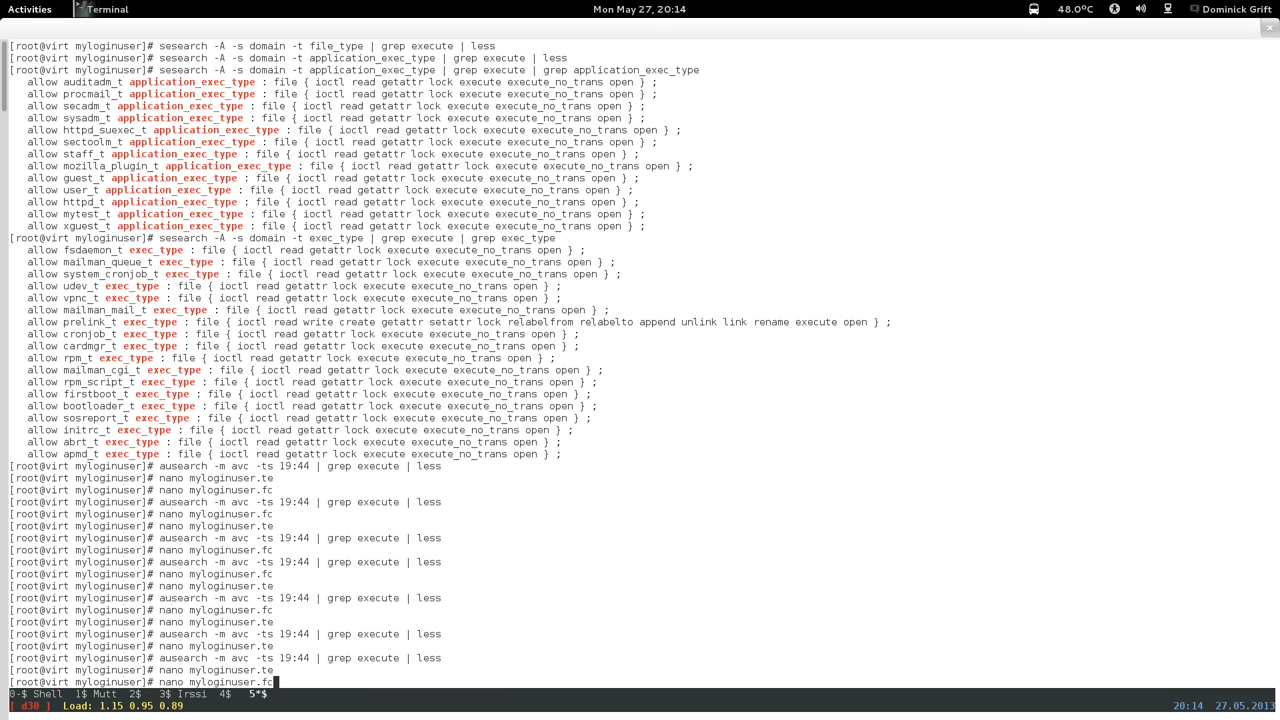 Activities Terminal Mon May 27, 20:14 48.0°C Dominick Grift
[root@virt myloginuser]# sesearch -A -s domain -t file_type | grep execute | less
[root@virt myloginuser]# sesearch -A -s domain -t application_exec_type | grep execute | less
[root@virt myloginuser]# sesearch -A -s domain -t application_exec_type | grep execute | grep application_exec_type
allow auditadm_t application_exec_type : file { ioctl read getattr lock execute execute_no_trans open } ;
allow procmail_t application_exec_type : file { ioctl read getattr lock execute execute_no_trans open } ;
allow secadm_t application_exec_type : file { ioctl read getattr lock execute execute_no_trans open } ;
allow sysadm_t application_exec_type : file { ioctl read getattr lock execute execute_no_trans open } ;
allow httpd_suexec_t application_exec_type : file { ioctl read getattr lock execute execute_no_trans open } ;
allow sectoolm_t application_exec_type : file { ioctl read getattr lock execute execute_no_trans open } ;
allow staff_t application_exec_type : file { ioctl read getattr lock execute execute_no_trans open } ;
allow mozilla_plugin_t application_exec_type : file { ioctl read getattr lock execute execute_no_trans open } ;
allow guest_t application_exec_type : file { ioctl read getattr lock execute execute_no_trans open } ;
allow user_t application_exec_type : file { ioctl read getattr lock execute execute_no_trans open } ;
allow httpd_t application_exec_type : file { ioctl read getattr lock execute execute_no_trans open } ;
allow mytest_t application_exec_type : file { ioctl read getattr lock execute execute_no_trans open } ;
allow xguest_t application_exec_type : file { ioctl read getattr lock execute execute_no_trans open } ;
[root@virt myloginuser]# sesearch -A -s domain -t exec_type | grep execute | grep exec_type
allow fsdaemon_t exec_type : file { ioctl read getattr lock execute execute_no_trans open } ;
allow mailman_queue_t exec_type : file { ioctl read getattr lock execute execute_no_trans open } ;
allow system_cronjob_t exec_type : file { ioctl read getattr lock execute execute_no_trans open } ;
allow udev_t exec_type : file { ioctl read getattr lock execute execute_no_trans open } ;
allow vpnc_t exec_type : file { ioctl read getattr lock execute execute_no_trans open } ;
allow mailman_mail_t exec_type : file { ioctl read getattr lock execute execute_no_trans open } ;
allow prelink_t exec_type : file { ioctl read write create getattr setattr lock relabelfrom relabelto append unlink link rename execute open } ;
allow cronjob_t exec_type : file { ioctl read getattr lock execute execute_no_trans open } ;
allow cardmgr_t exec_type : file { ioctl read getattr lock execute execute_no_trans open } ;
allow rpm_t exec_type : file { ioctl read getattr lock execute execute_no_trans open } ;
allow mailman_cgi_t exec_type : file { ioctl read getattr lock execute execute_no_trans open } ;
allow rpm_script_t exec_type : file { ioctl read getattr lock execute execute_no_trans open } ;
allow firstboot_t exec_type : file { ioctl read getattr lock execute execute_no_trans open } ;
allow bootloader_t exec_type : file { ioctl read getattr lock execute execute_no_trans open } ;
allow sosreport_t exec_type : file { ioctl read getattr lock execute execute_no_trans open } ;
allow initrc_t exec_type : file { ioctl read getattr lock execute execute_no_trans open } ;
allow abrt_t exec_type : file { ioctl read getattr lock execute execute_no_trans open } ;
allow apmd_t exec_type : file { ioctl read getattr lock execute execute_no_trans open } ;
[root@virt myloginuser]# ausearch -m avc -ts 19:44 | grep execute | less
[root@virt myloginuser]# nano myloginuser.te
[root@virt myloginuser]# nano myloginuser.fc
[root@virt myloginuser]# ausearch -m avc -ts 19:44 | grep execute | less
[root@virt myloginuser]# nano myloginuser.fc
[root@virt myloginuser]# nano myloginuser.te
[root@virt myloginuser]# ausearch -m avc -ts 19:44 | grep execute | less
[root@virt myloginuser]# nano myloginuser.fc
[root@virt myloginuser]# ausearch -m avc -ts 19:44 | grep execute | less
[root@virt myloginuser]# nano myloginuser.fc
[root@virt myloginuser]# nano myloginuser.te
[root@virt myloginuser]# ausearch -m avc -ts 19:44 | grep execute | less
[root@virt myloginuser]# nano myloginuser.fc
[root@virt myloginuser]# nano myloginuser.te
[root@virt myloginuser]# ausearch -m avc -ts 19:44 | grep execute | less
[root@virt myloginuser]# nano myloginuser.te
[root@virt myloginuser]# ausearch -m avc -ts 19:44 | grep execute | less
[root@virt myloginuser]# nano myloginuser.te
[root@virt myloginuser]# nano myloginuser.fc
0-$ Shell 1$ Mutt 2$ 3$ Irssi 4$ 5*$
[ d30 ] Load: 1.15 0.95 0.89 20:14 27.05.2013